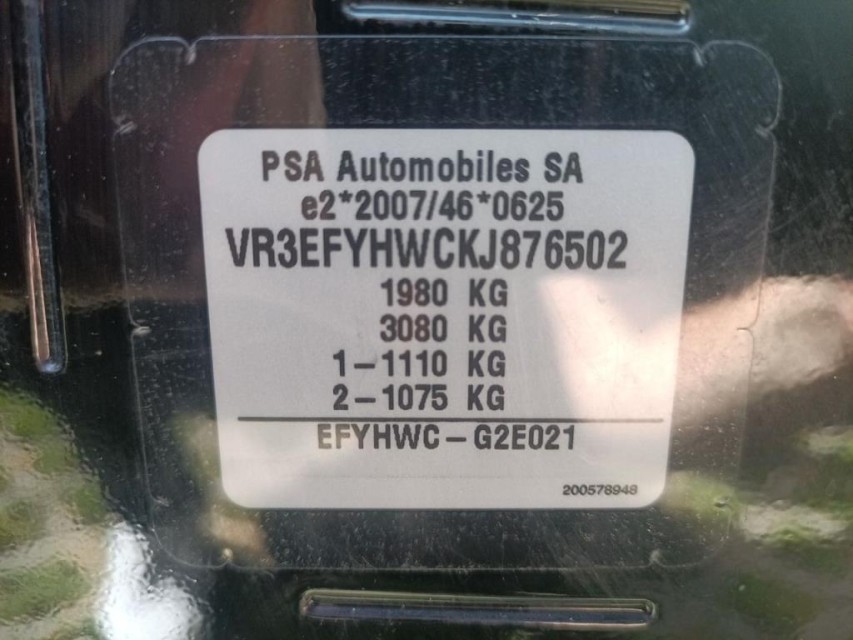 PSA Automobiles SA
e2*2007/46*0625
VR3EFYHWCKJ876502
1980 KG
3080 KG
1-1110 KG
2-1075 KG
EFYHWC-G2E021
200578948